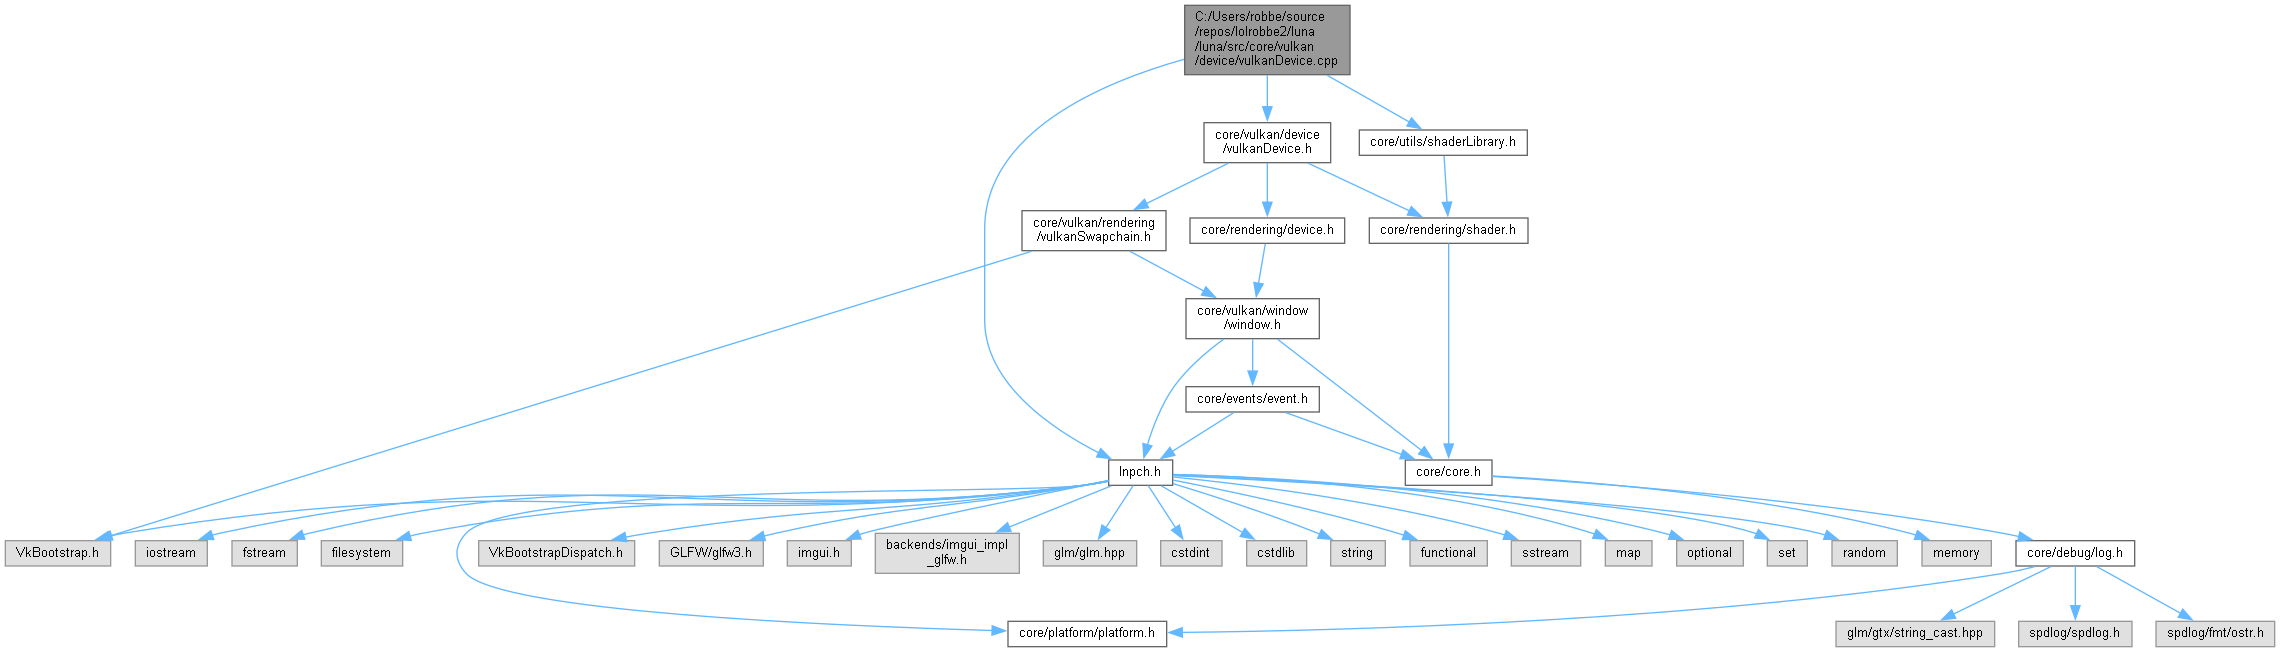 C:/Users/robbe/source
/repos/lolrobbe2/luna
/luna/src/core/vulkan
/device/vulkanDevice.cpp
core/vulkan/device
/vulkanDevice.h
core/utils/shaderLibrary.h
core/vulkan/rendering
/vulkanSwapchain.h
core/rendering/device.h
core/rendering/shader.h
core/vulkan/window
/window.h
core/events/event.h
lnpch.h
core/core.h
VkBootstrap.h
iostream
fstream
filesystem
VkBootstrapDispatch.h
GLFW/glfw3.h
imgui.h
backends/imgui_impl
_glfw.h
glm/glm.hpp
cstdint
cstdlib
string
functional
sstream
map
optional
set
random
memory
core/debug/log.h
core/platform/platform.h
glm/gtx/string_cast.hpp
spdlog/spdlog.h
spdlog/fmt/ostr.h